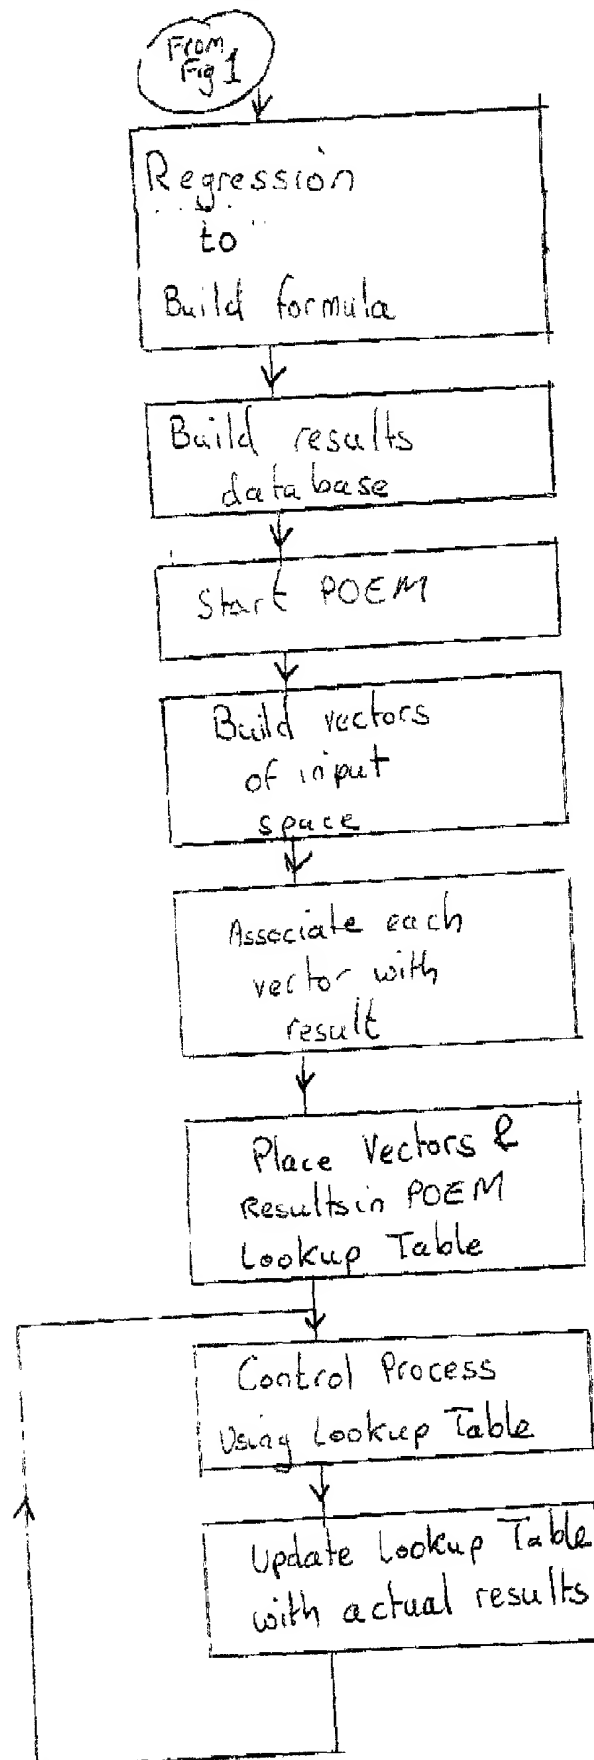 From
Fig 1
Regression
to
Build formula
Build results
database
Start POEM
Build vectors
of input
space
Associate each
vector with
result
Place Vectors &
Results in POEM
Lookup Table
Control Process
Using Lookup Table
Update Lookup Table
with actual results